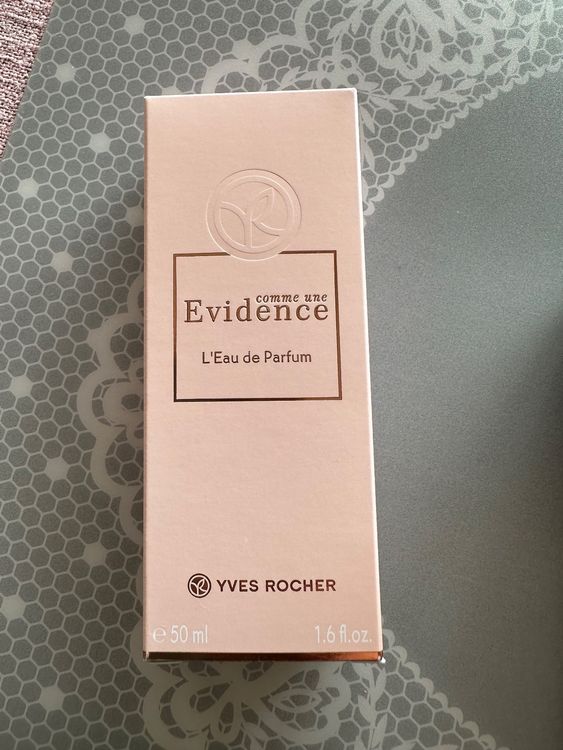 comme une
Evidence
L'Eau de Parfum
YVES ROCHER
e 50 ml 1.6 fl.oz.